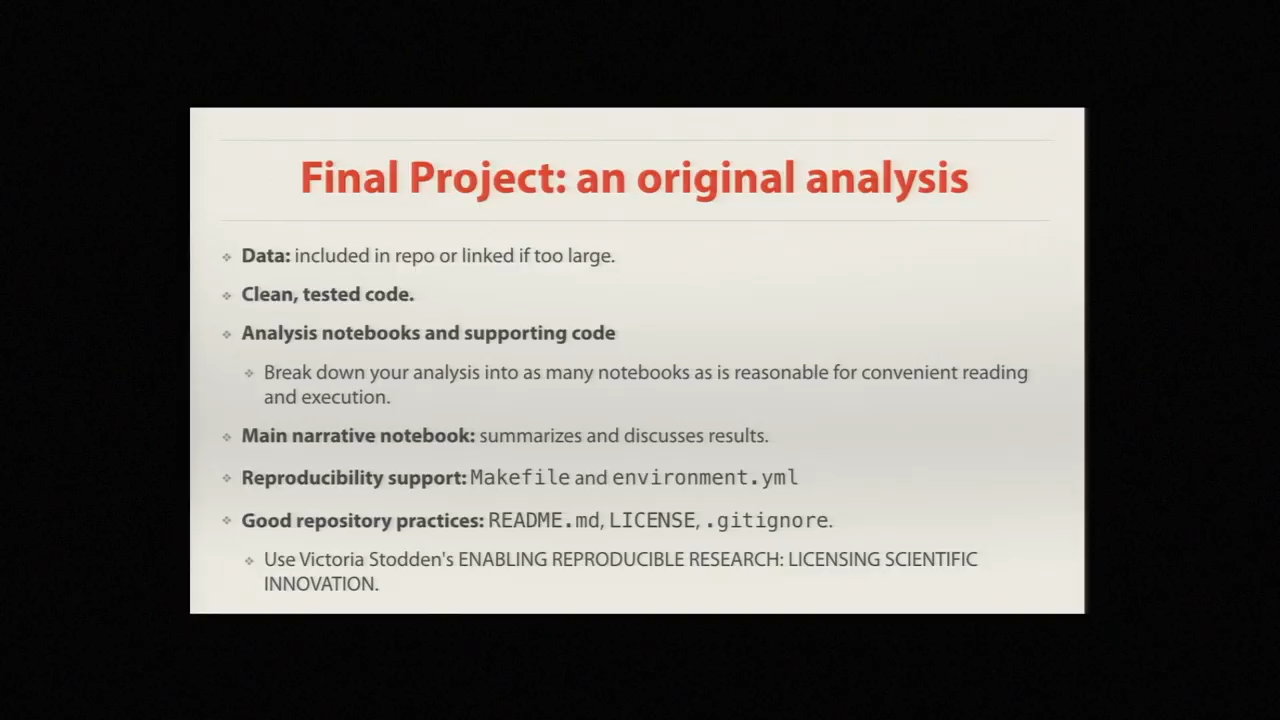 Final Project: an original analysis
Data: included in repo or linked if too large.
Clean, tested code.
Analysis notebooks and supporting code
Break down your analysis into as many notebooks as is reasonable for convenient reading
and execution.
Main narrative notebook: summarizes and discusses results.
Reproducibility support: Makefile and environment.yml
Good repository practices: README.md, LICENSE, .gitignore.
Use Victoria Stodden's ENABLING REPRODUCIBLE RESEARCH: LICENSING SCIENTIFIC
INNOVATION.